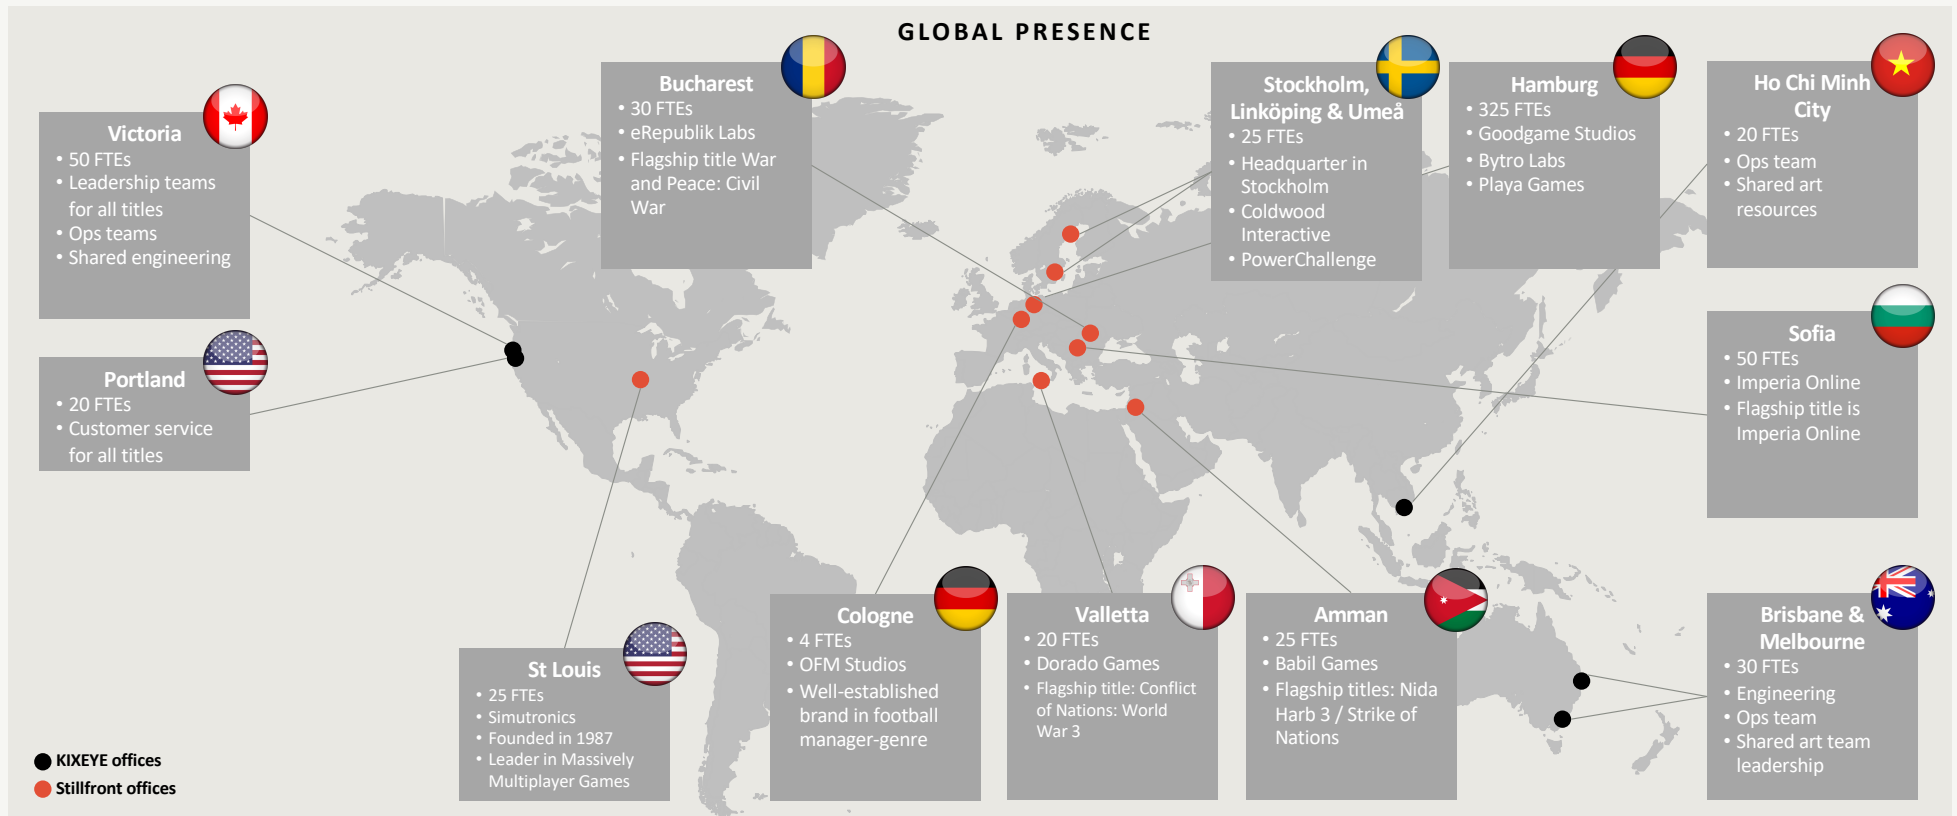 GLOBAL PRESENCE
Victoria
• 50 FTEs
• Leadership teams
for all titles
• Ops teams
• Shared engineering
Portland
• 20 FTEs
• Customer service
for all titles
Bucharest
• 30 FTEs
• eRepublik Labs
• Flagship title War
and Peace: Civil
War
Stockholm,
Linköping & Umeå
• 25 FTEs
• Headquarter in
Stockholm
• Coldwood
Interactive
• PowerChallenge
Hamburg
• 325 FTEs
• Goodgame Studios
• Bytro Labs
• Playa Games
Ho Chi Minh
City
• 20 FTEs
• Ops team
• Shared art
resources
Sofia
• 50 FTEs
• Imperia Online
• Flagship title is
Imperia Online
St Louis
• 25 FTEs
• Simutronics
• Founded in 1987
• Leader in Massively
Multiplayer Games
Cologne
• 4 FTEs
• OFM Studios
• Well-established
brand in football
manager-genre
Valletta
• 20 FTEs
• Dorado Games
• Flagship title: Conflict
of Nations: World
War 3
Amman
• 25 FTEs
• Babil Games
• Flagship titles: Nida
Harb 3 / Strike of
Nations
Brisbane &
Melbourne
• 30 FTEs
• Engineering
• Ops team
• Shared art team
leadership
KIXEYE offices
Stillfront offices